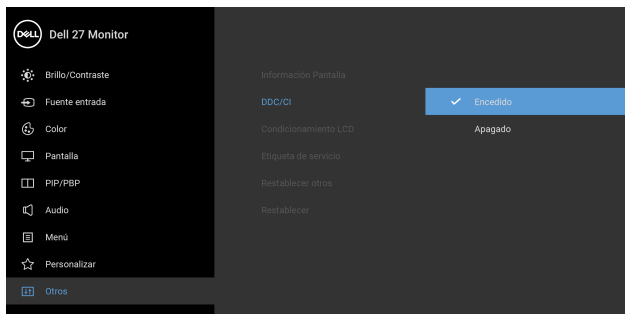 DELL Dell 27 Monitor
Brillo/Contraste
Información Pantalla
Fuente entrada
DDC/CI
Encedido
Color
Condicionamiento LCD
Apagado
Pantalla
Etiqueta de servicio
PIP/PBP
Restablecer otros
Audio
Restablecer
Menú
Personalizar
Otros